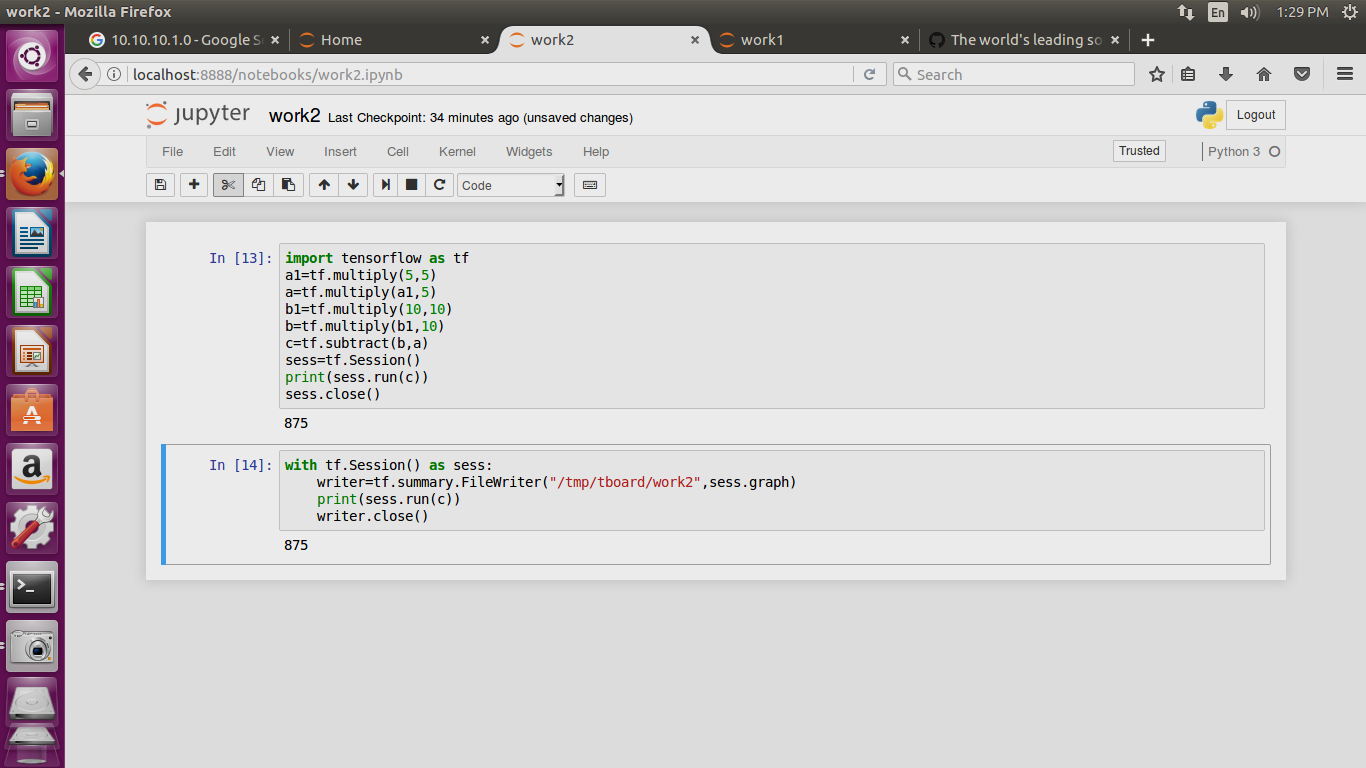 work2 - Mozilla Firefox
En
1:29 PM
10.10.10.1.0 - Google S
Home
work2
work1
The world's leading so
localhost:8888/notebooks/work2.ipynb
Search
jupyter
work2 Last Checkpoint: 34 minutes ago (unsaved changes)
Logout
File Edit View Insert Cell Kernel Widgets Help
Trusted
Python 3
Code
In [13]: import tensorflow as tf
a1=tf.multiply(5,5)
a=tf.multiply(a1,5)
b1=tf.multiply(10,10)
b=tf.multiply(b1,10)
c=tf.subtract(b,a)
sess=tf.Session()
print(sess.run(c))
sess.close()
875
In [14]: with tf.Session() as sess:
    writer=tf.summary.FileWriter("/tmp/tboard/work2",sess.graph)
    print(sess.run(c))
    writer.close()
875